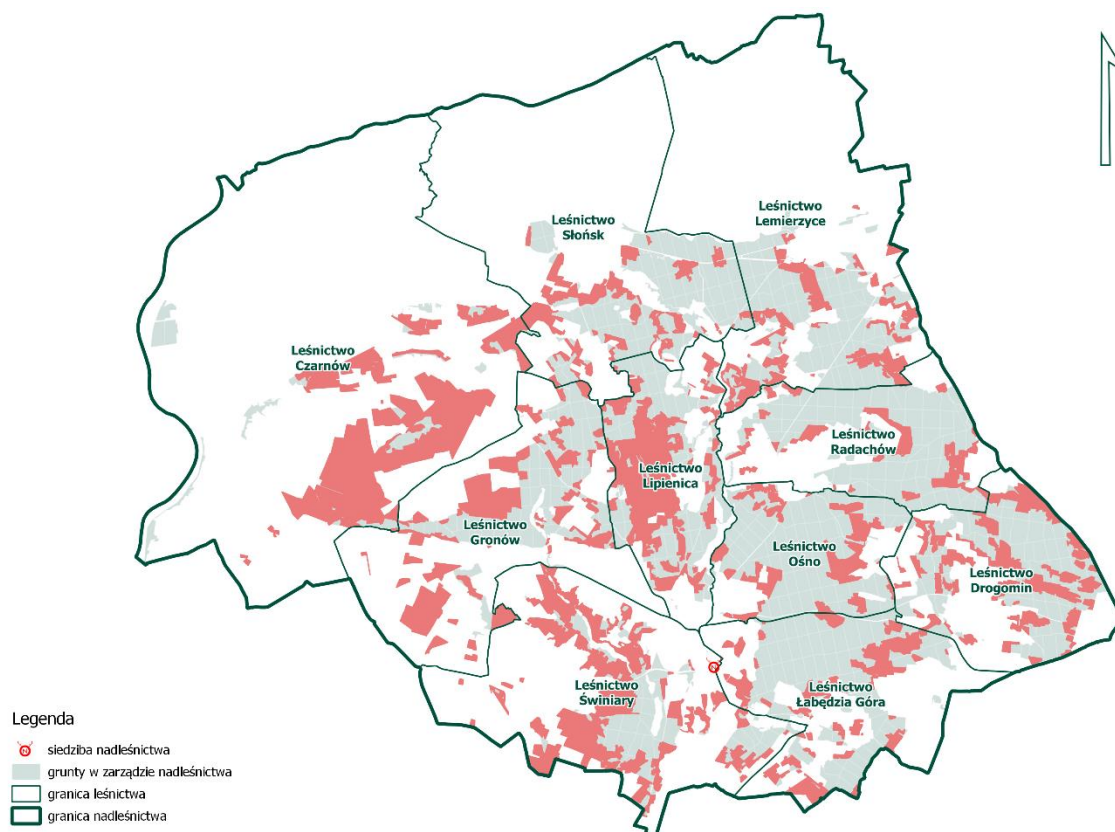 Leśnictwo
Słońsk
Leśnictwo
Lemierzyce
Leśnictwo
Czarnów
Leśnictwo
Radachów
Leśnictwo
Lipienica
Leśnictwo
Gronów
Leśnictwo
Ośno
Leśnictwo
Drogomin
Leśnictwo
Świniary
Leśnictwo
Łabędzia Góra
Legenda
siedziba nadleśnictwa
grunty w zarządzie nadleśnictwa
granica leśnictwa
granica nadleśnictwa